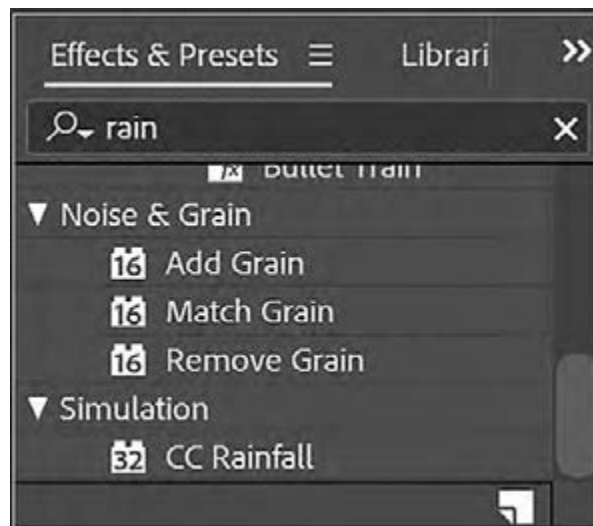 Effects & Presets Librari
rain
Bullet Train
Noise & Grain
16 Add Grain
16 Match Grain
16 Remove Grain
Simulation
32 CC Rainfall